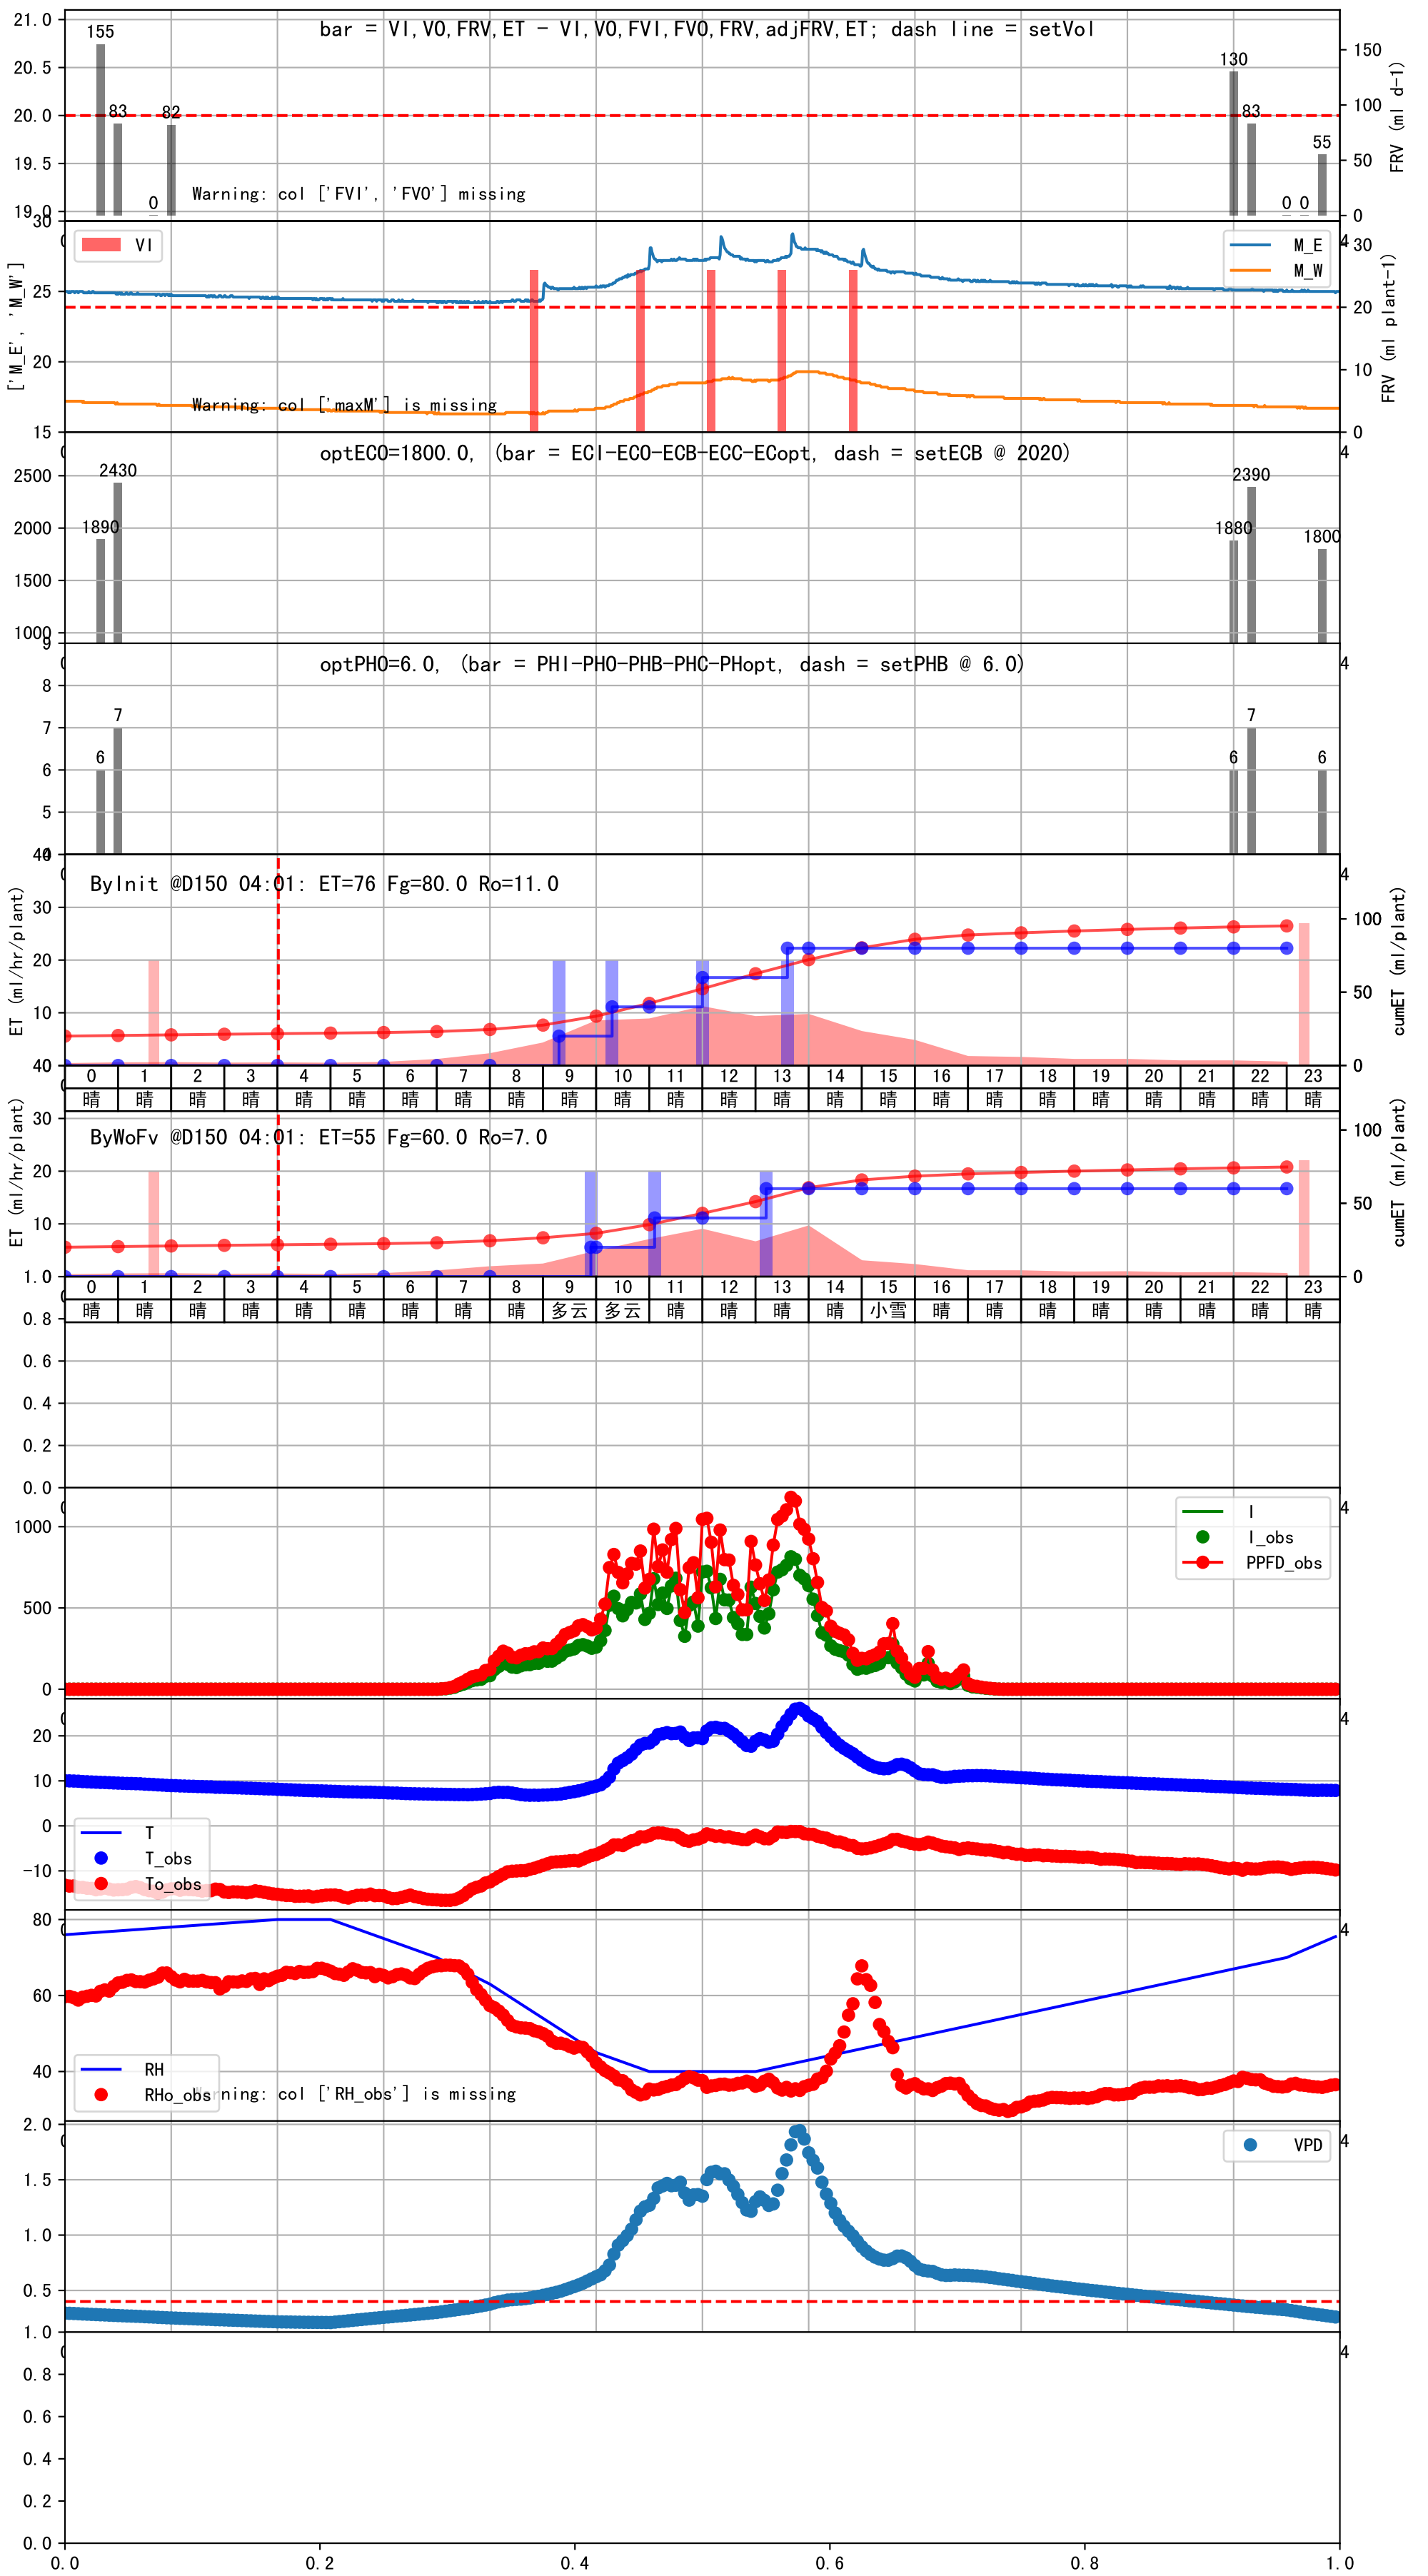 bar = VI,VO,FRV,ET - VI,VO,FVI,FVO,FRV,adjFRV,ET; dash line = setVol
21.0
20.5
20.0
19.5
19.0
155
83
0
82
130
83
0 0
55
150
100
50
0
FRV (ml d-1)
Warning: col ['FVI', 'FVO'] missing
['M_E', 'M_W']
30
25
20
15
VI
M_E
M_W
30
20
10
0
FRV (ml plant-1)
Warning: col ['maxM'] is missing
4
optECO=1800.0, (bar = ECI-ECO-ECB-ECC-ECopt, dash = setECB @ 2020)
2500
2000
1500
1000
1890
2430
1880
2390
1800
4
optPHO=6.0, (bar = PHI-PHO-PHB-PHC-PHopt, dash = setPHB @ 6.0)
9
8
7
6
5
4
6
7
6
7
6
4
ByInit @D150 04:01: ET=76 Fg=80.0 Ro=11.0
ET (ml/hr/plant)
40
30
20
10
0
100
50
0
cumET (ml/plant)
0 1 2 3 4 5 6 7 8 9 10 11 12 13 14 15 16 17 18 19 20 21 22 23
晴 晴 晴 晴 晴 晴 晴 晴 晴 晴 晴 晴 晴 晴 晴 晴 晴 晴 晴 晴 晴 晴 晴 晴
ByWoFv @D150 04:01: ET=55 Fg=60.0 Ro=7.0
ET (ml/hr/plant)
40
30
20
10
100
50
0
cumET (ml/plant)
0 1 2 3 4 5 6 7 8 9 10 11 12 13 14 15 16 17 18 19 20 21 22 23
晴 晴 晴 晴 晴 晴 晴 晴 晴 多云 多云 晴 晴 晴 晴 小雪 晴 晴 晴 晴 晴 晴 晴 晴
1.0
0.8
0.6
0.4
0.2
0.0
4
1000
500
0
I
I_obs
PPFD_obs
4
20
10
0
-10
T
T_obs
To_obs
4
80
60
40
RH
RHo_obs
rning: col ['RH_obs'] is missing
4
2.0
1.5
1.0
0.5
VPD
4
1.0
0.8
0.6
0.4
0.2
0.0
0.0 0.2 0.4 0.6 0.8 1.0